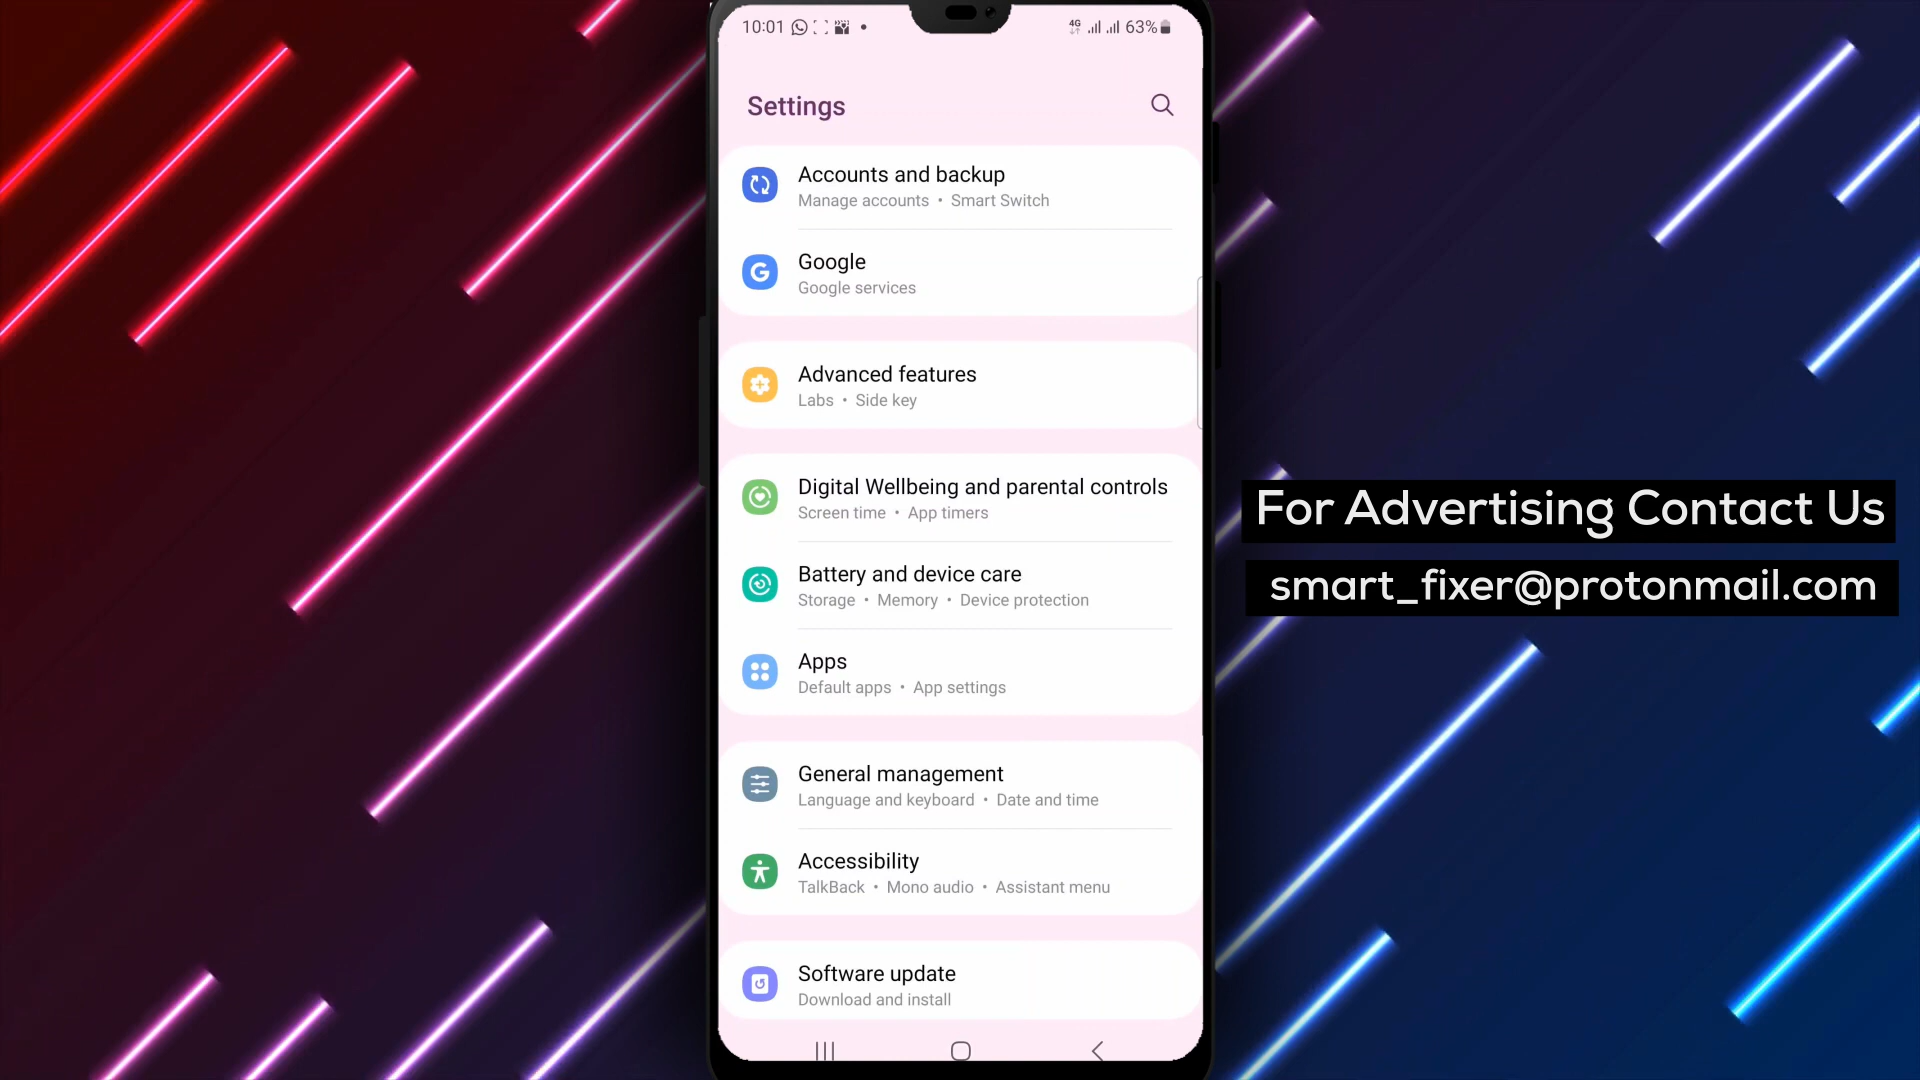 10:01 4G 63%
Settings
Accounts and backup
Manage accounts • Smart Switch
Google
Google services
Advanced features
Labs • Side key
Digital Wellbeing and parental controls
Screen time • App timers
Battery and device care
Storage • Memory • Device protection
Apps
Default apps • App settings
General management
Language and keyboard • Date and time
Accessibility
TalkBack • Mono audio • Assistant menu
Software update
Download and install
For Advertising Contact Us
smart_fixer@protonmail.com